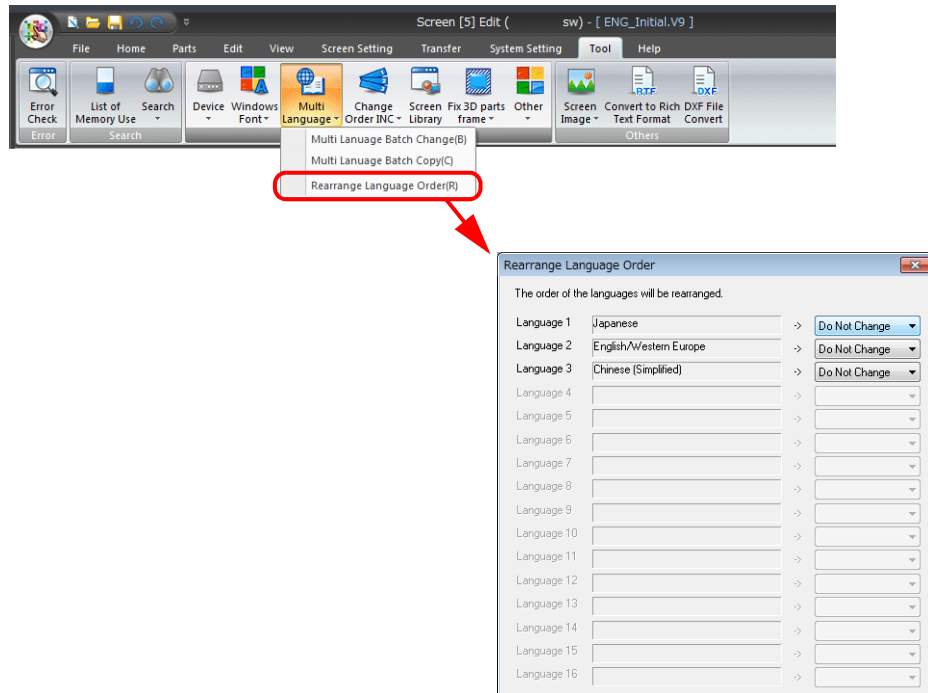 Screen [5] Edit ( sw) - [ ENG_Initial.V9 ]
File Home Parts Edit View Screen Setting Transfer System Setting Tool Help
Error Check
List of Memory Use
Search
Device
Windows Font
Multi Language
Change Order INC
Screen Library
Fix 3D parts frame
Other
Screen Image
RTF
Convert to Rich Text Format
DXF
DXF File Convert
Error Search Others
Multi Lanuage Batch Change(B)
Multi Lanuage Batch Copy(C)
Rearrange Language Order(R)
Rearrange Language Order
The order of the languages will be rearranged.
Language 1 Japanese -> Do Not Change
Language 2 English/Western Europe -> Do Not Change
Language 3 Chinese (Simplified) -> Do Not Change
Language 4 ->
Language 5 ->
Language 6 ->
Language 7 ->
Language 8 ->
Language 9 ->
Language 10 ->
Language 11 ->
Language 12 ->
Language 13 ->
Language 14 ->
Language 15 ->
Language 16 ->